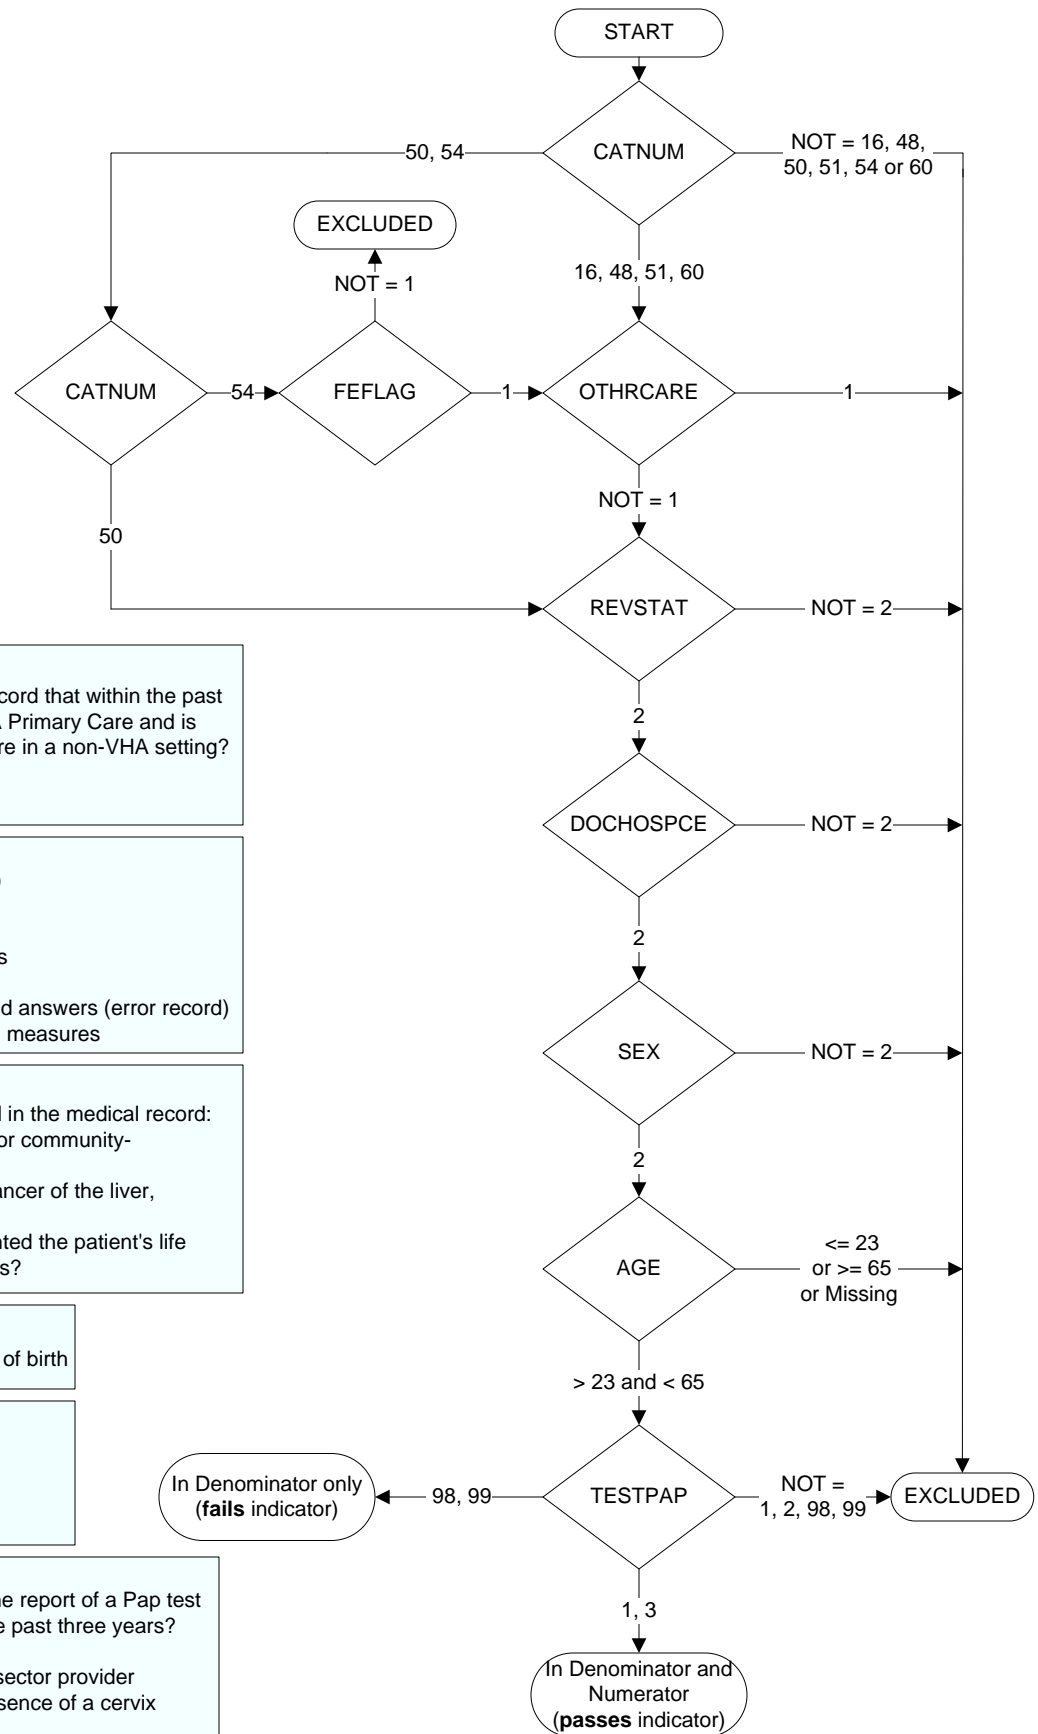 START
CATNUM
50, 54
NOT = 16, 48,
50, 51, 54 or 60
EXCLUDED
NOT = 1
16, 48, 51, 60
CATNUM
54
FEFLAG
1
OTHRCARE
1
NOT = 1
50
REVSTAT
NOT = 2
2
DOCHOSPCE
NOT = 2
2
SEX
NOT = 2
2
AGE
<= 23
or >= 65
or Missing
> 23 and < 65
In Denominator only
(fails indicator)
98, 99
TESTPAP
NOT =
1, 2, 98, 99
EXCLUDED
1, 3
In Denominator and
Numerator
(passes indicator)
cord that within the past
Primary Care and is
re in a non-VHA setting?
s
d answers (error record)
measures
in the medical record:
or community-
ancer of the liver,
ted the patient's life
s?
of birth
ne report of a Pap test
e past three years?
sector provider
sence of a cervix